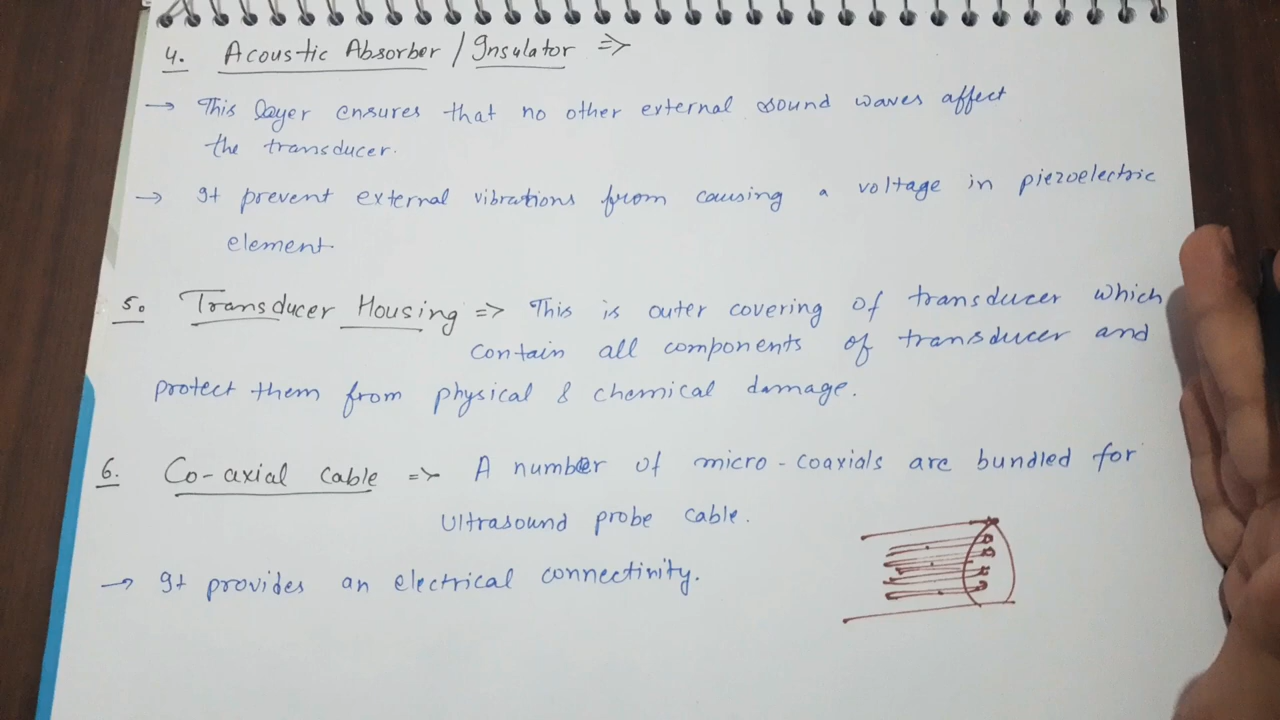 4. Acoustic Absorber / Insulator =>
→ This layer ensures that no other external sound waves affect
the transducer.
→ It prevent external vibrations from causing a voltage in piezoelectric
element.
5. Transducer Housing => This is outer covering of transducer which
contain all components of transducer and
protect them from physical & chemical damage.
6. Co-axial cable => A number of micro-coaxials are bundled for
Ultrasound probe cable.
→ It provides an electrical connectinity.